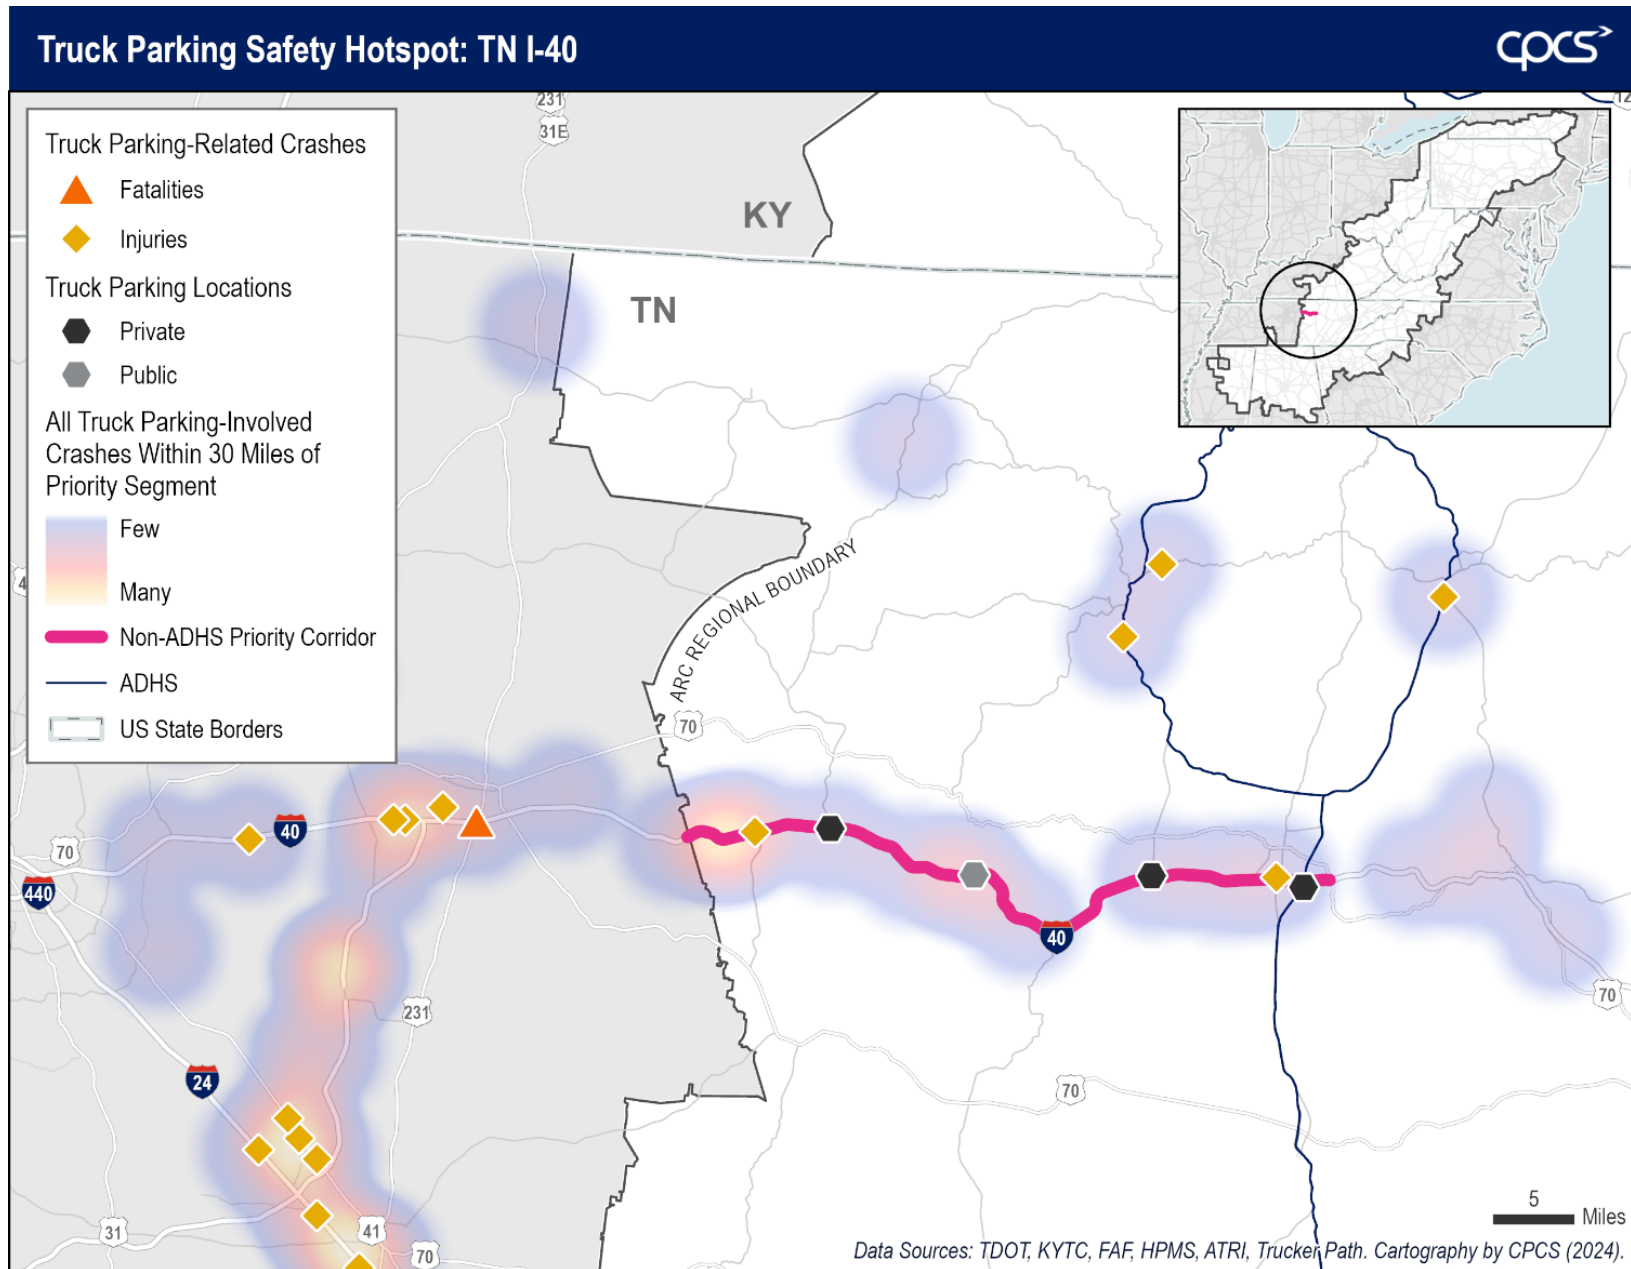 Truck Parking Safety Hotspot: TN I-40
cpcs
Truck Parking-Related Crashes
Fatalities
Injuries
Truck Parking Locations
Private
Public
All Truck Parking-Involved
Crashes Within 30 Miles of
Priority Segment
Few
Many
Non-ADHS Priority Corridor
ADHS
US State Borders
231
31E
KY
TN
ARC REGIONAL BOUNDARY
70
40
70
440
40
231
24
70
70
31
41
70
5
Miles
Data Sources: TDOT, KYTC, FAF, HPMS, ATRI, Trucker Path. Cartography by CPCS (2024).